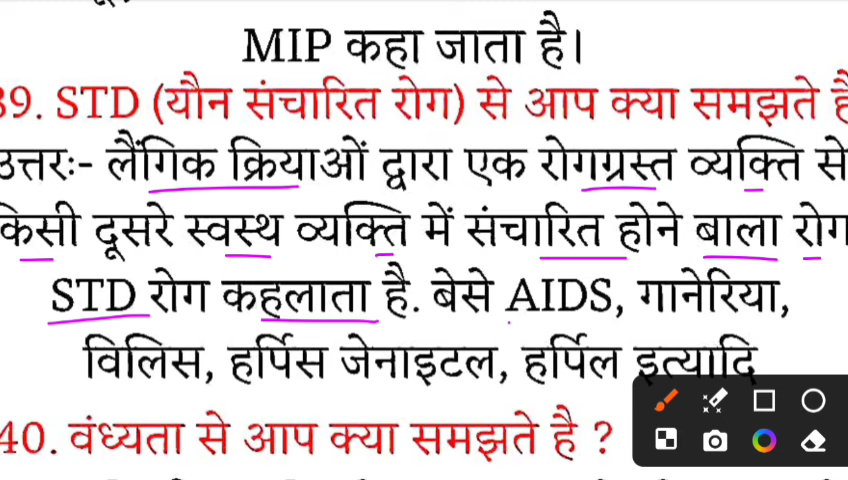 MIP कहा जाता है।
39. STD (यौन संचारित रोग) से आप क्या समझते है
उत्तरः- लैंगिक क्रियाओं द्वारा एक रोगग्रस्त व्यक्ति से
किसी दूसरे स्वस्थ व्यक्ति में संचारित होने बाला रोग
STD रोग कहलाता है. बेसे AIDS, गानेरिया,
विलिस, हर्पिस जेनाइटल, हर्पिल इत्यादि
40. वंध्यता से आप क्या समझते है ?